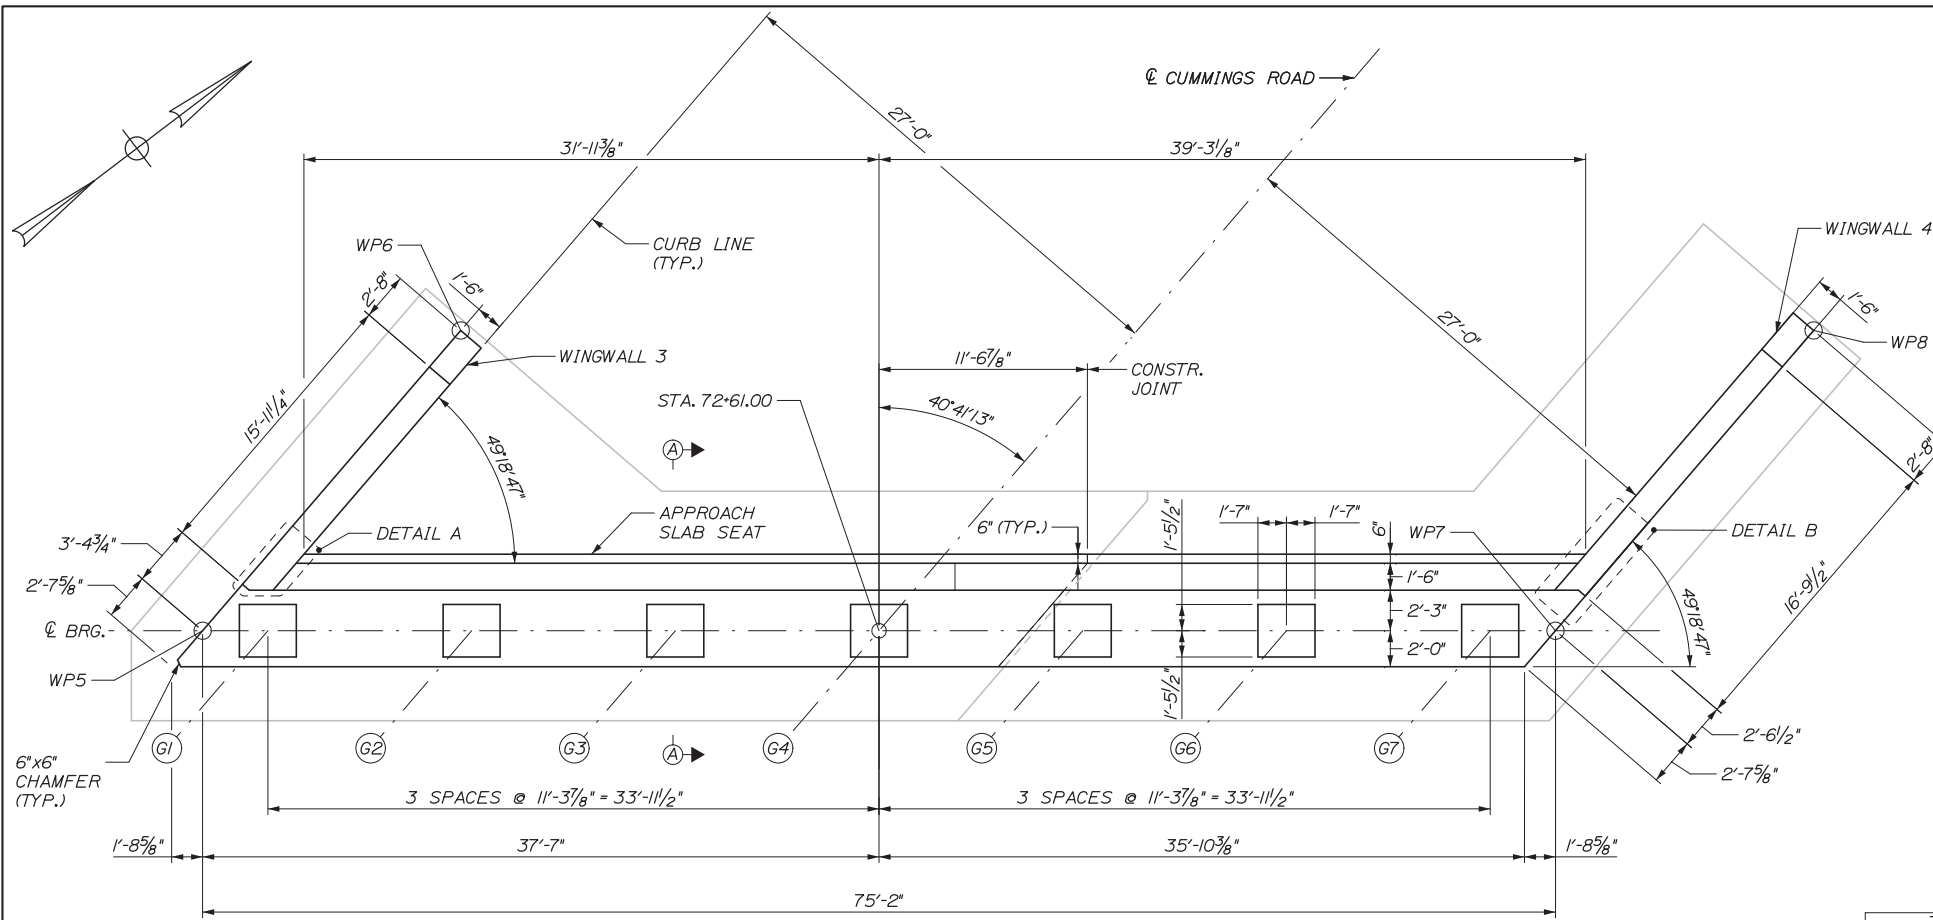 ℄ CUMMINGS ROAD
27'-0"
31'-11⅜"
39'-3⅛"
WP6
CURB LINE
(TYP.)
WINGWALL 4
2'-8"
1'-6"
1'-6"
27'-0"
WINGWALL 3
11'-6⅞"
CONSTR.
JOINT
WP8
STA. 72+61.00
40°41'13"
15'-11¼"
49°18'47"
A
2'-8"
APPROACH
SLAB SEAT
6" (TYP.)
1'-5½"
1'-7"
1'-7"
6"
WP7
DETAIL A
DETAIL B
3'-4¾"
2'-7⅝"
1'-6"
16'-9½"
2'-3"
49°18'47"
℄ BRG.
2'-0"
WP5
1'-5½"
G1
G2
G3
A
G4
G5
G6
G7
2'-6½"
2'-7⅝"
6"x6"
CHAMFER
(TYP.)
3 SPACES @ 11'-3⅞" = 33'-11½"
3 SPACES @ 11'-3⅞" = 33'-11½"
1'-8⅝"
37'-7"
35'-10⅜"
1'-8⅝"
75'-2"